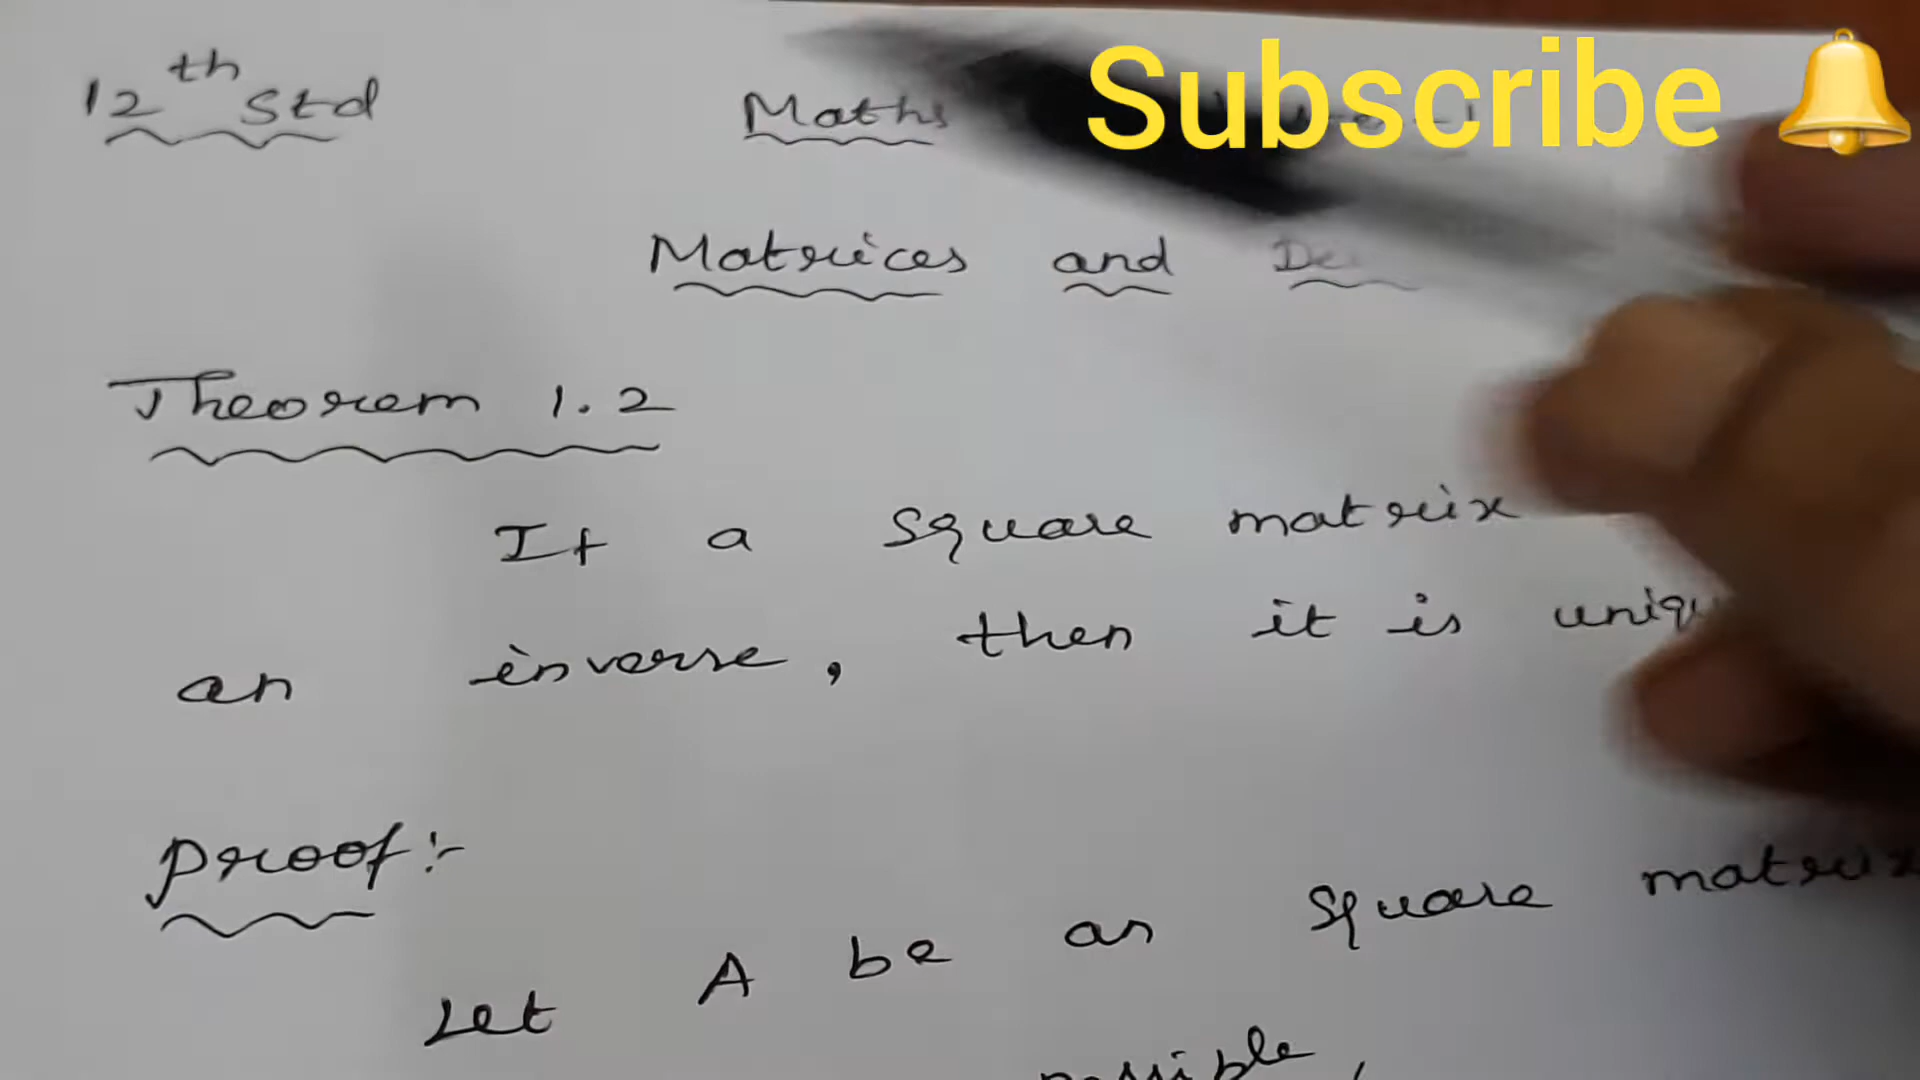 12th Std Maths Subscribe
Matrices and
Theorem 1.2
If a square matrix
an inverse, then it is
Proof:-
Let A be an square matrix
possible,